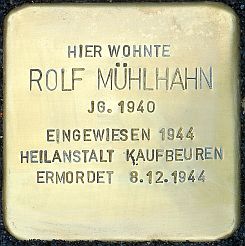 HIER WOHNTE
ROLF MÜHLHAHN
JG. 1940
EINGEWIESEN 1944
HEILANSTALT KAUFBEUREN
ERMORDET 8.12.1944